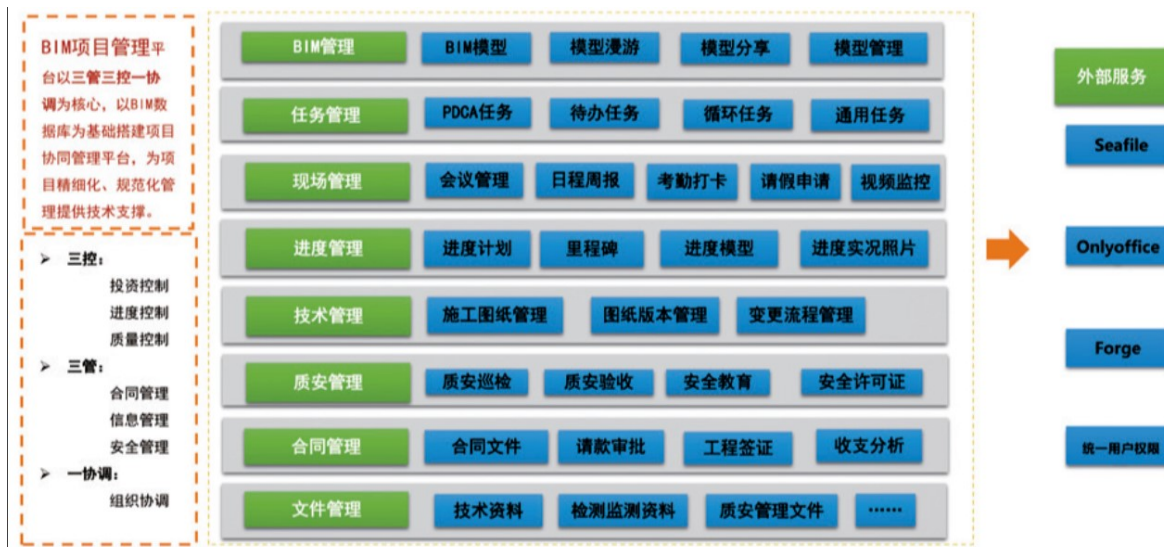 BIM项目管理平
台以三管三控一协
调为核心，以BIM数
据库为基础搭建项目
协同管理平台，为项
目精细化、规范化管
理提供技术支撑。
➢ 三控：
投资控制
进度控制
质量控制
➢ 三管：
合同管理
信息管理
安全管理
➢ 一协调：
组织协调
BIM管理 BIM模型 模型漫游 模型分享 模型管理
任务管理 PDCA任务 待办任务 循环任务 通用任务
现场管理 会议管理 日程周报 考勤打卡 请假申请 视频监控
进度管理 进度计划 里程碑 进度模型 进度实况照片
技术管理 施工图纸管理 图纸版本管理 变更流程管理
质安管理 质安巡检 质安验收 安全教育 安全许可证
合同管理 合同文件 请款审批 工程签证 收支分析
文件管理 技术资料 检测监测资料 质安管理文件 ……
外部服务
Seafile
Onlyoffice
Forge
统一用户权限